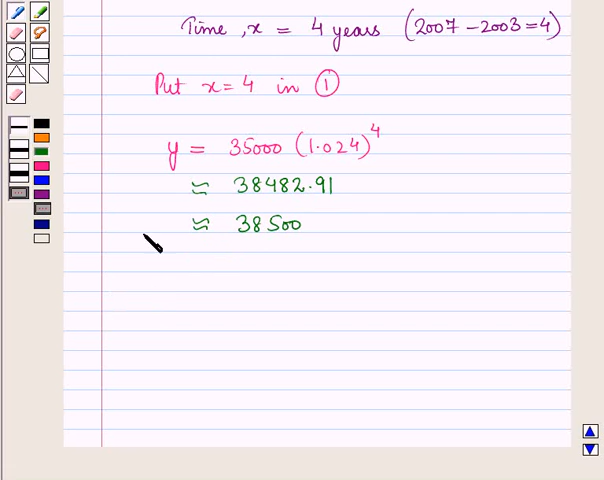 Time, x = 4 years (2007 - 2003 = 4)
Put x = 4 in ①
y = 35000 (1.024)⁴
≈ 38482.91
≈ 38500